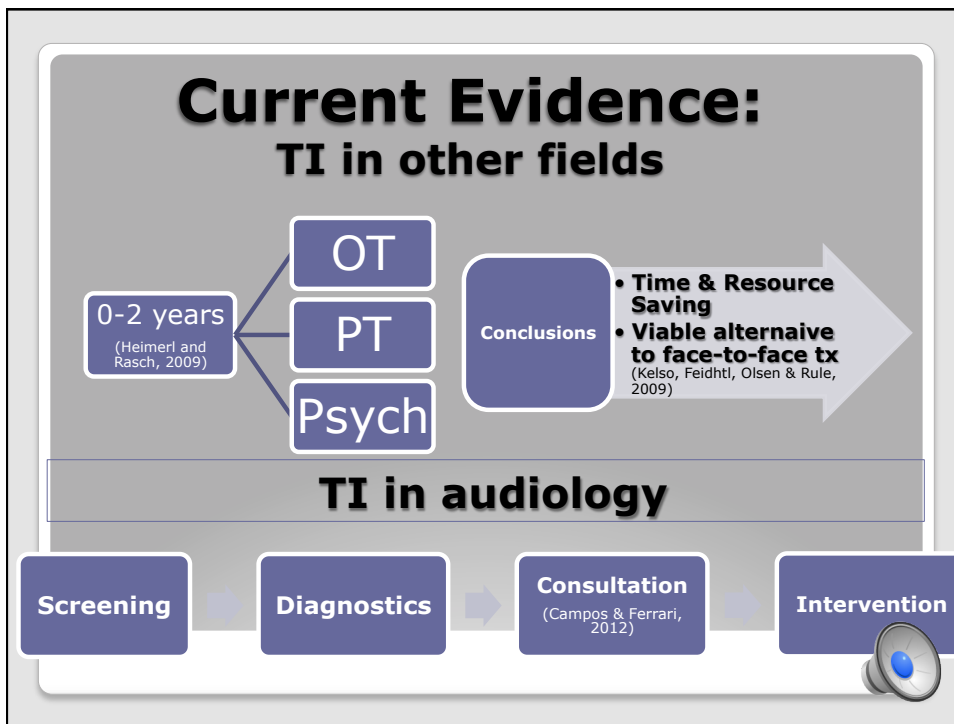 Current Evidence:
TI in other fields
0-2 years
(Heimerl and
Rasch, 2009)
OT
PT
Psych
Conclusions
• Time & Resource
Saving
• Viable alternaive
to face-to-face tx
(Kelso, Feidhtl, Olsen & Rule,
2009)
TI in audiology
Screening
Diagnostics
Consultation
(Campos & Ferrari,
2012)
Intervention